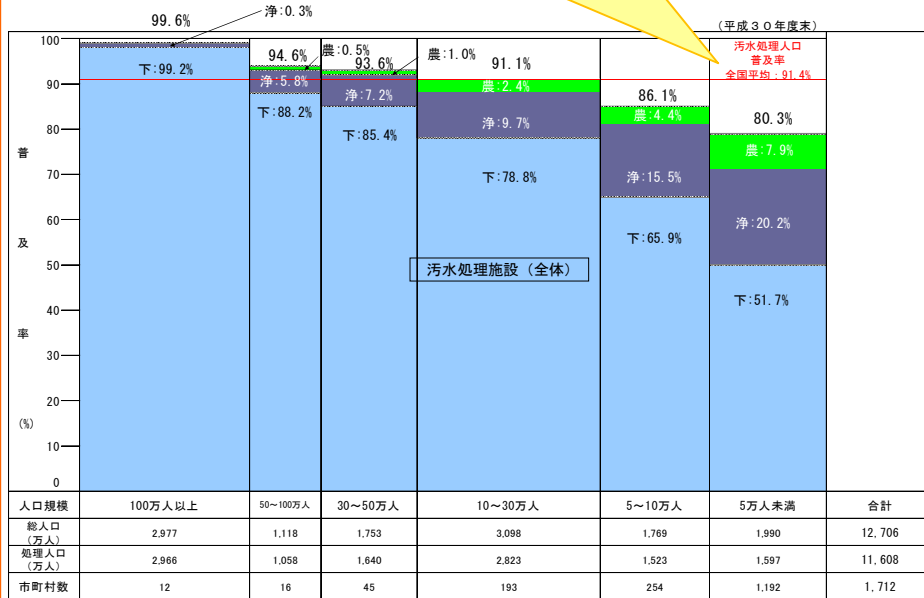 99.6%
浄:0.3%
(平成30年度末)
汚水処理人口
普及率
全国平均:91.4%
94.6%
農:0.5%
93.6%
農:1.0%
91.1%
86.1%
80.3%
下:99.2%
浄:5.8%
下:88.2%
浄:7.2%
下:85.4%
農:2.4%
浄:9.7%
下:78.8%
農:4.4%
浄:15.5%
下:65.9%
農:7.9%
浄:20.2%
下:51.7%
汚水処理施設(全体)
普及率(%)
100
90
80
70
60
50
40
30
20
10
0
人口規模 100万人以上 50~100万人 30~50万人 10~30万人 5~10万人 5万人未満 合計
総人口
(万人) 2,977 1,118 1,753 3,098 1,769 1,990 12,706
処理人口
(万人) 2,966 1,058 1,640 2,823 1,523 1,597 11,608
市町村数 12 16 45 193 254 1,192 1,712